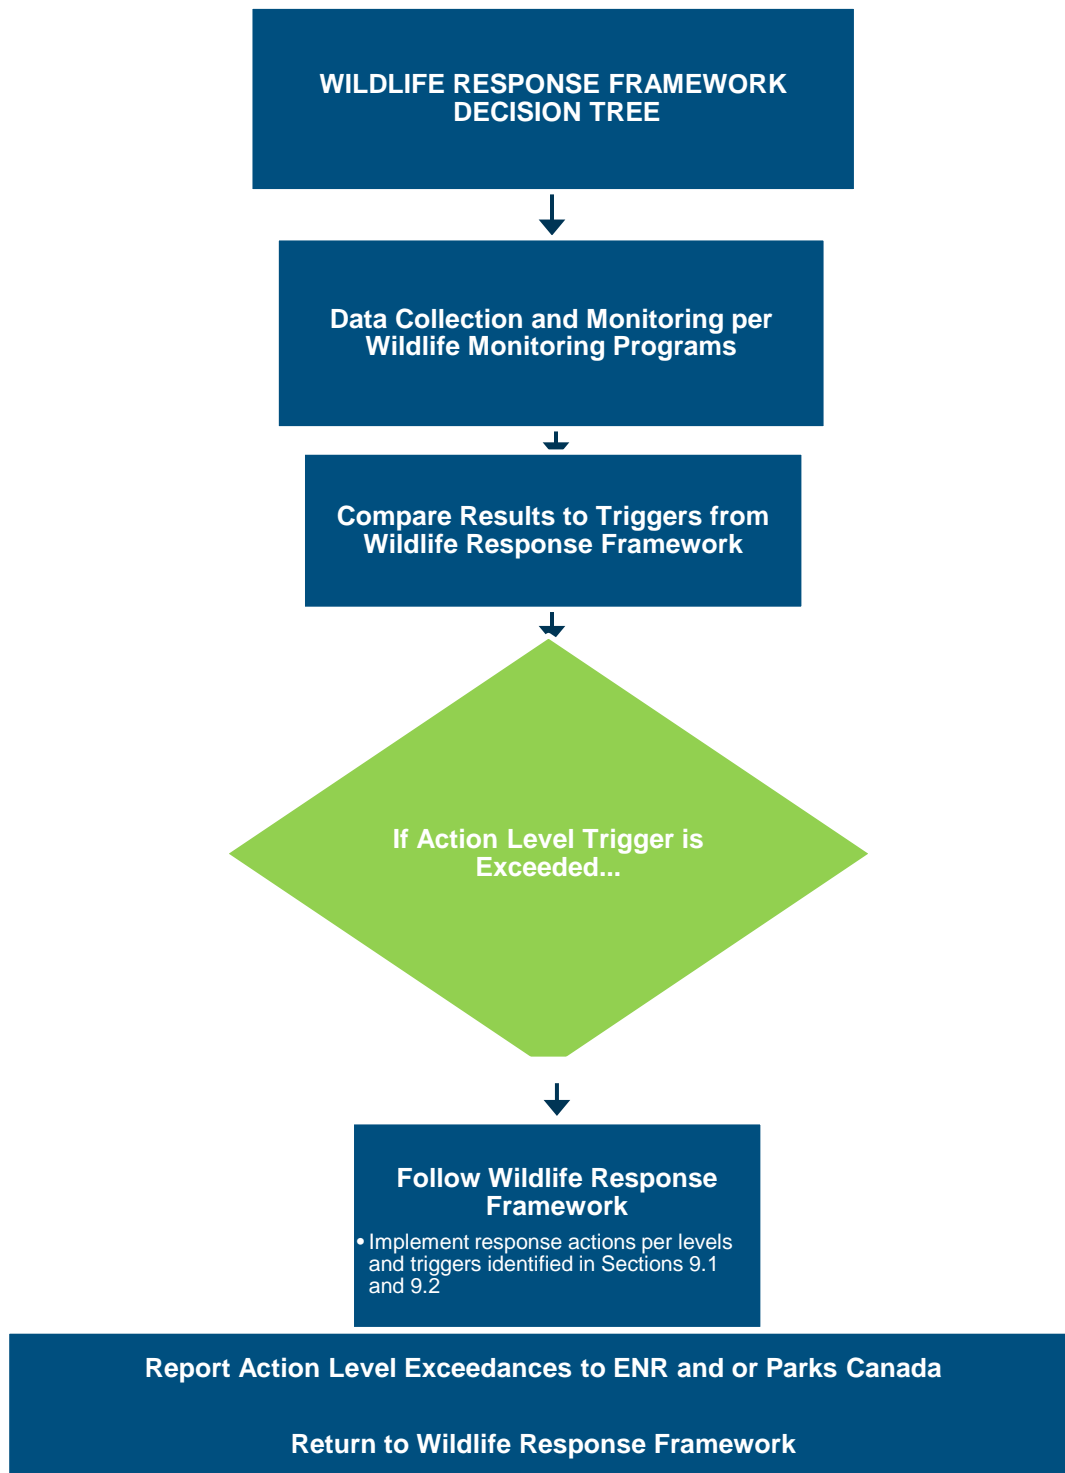 WILDLIFE RESPONSE FRAMEWORK
DECISION TREE
Data Collection and Monitoring per
Wildlife Monitoring Programs
Compare Results to Triggers from
Wildlife Response Framework
If Action Level Trigger is
Exceeded...
Follow Wildlife Response
Framework
• Implement response actions per levels
and triggers identified in Sections 9.1
and 9.2
Report Action Level Exceedances to ENR and or Parks Canada
Return to Wildlife Response Framework